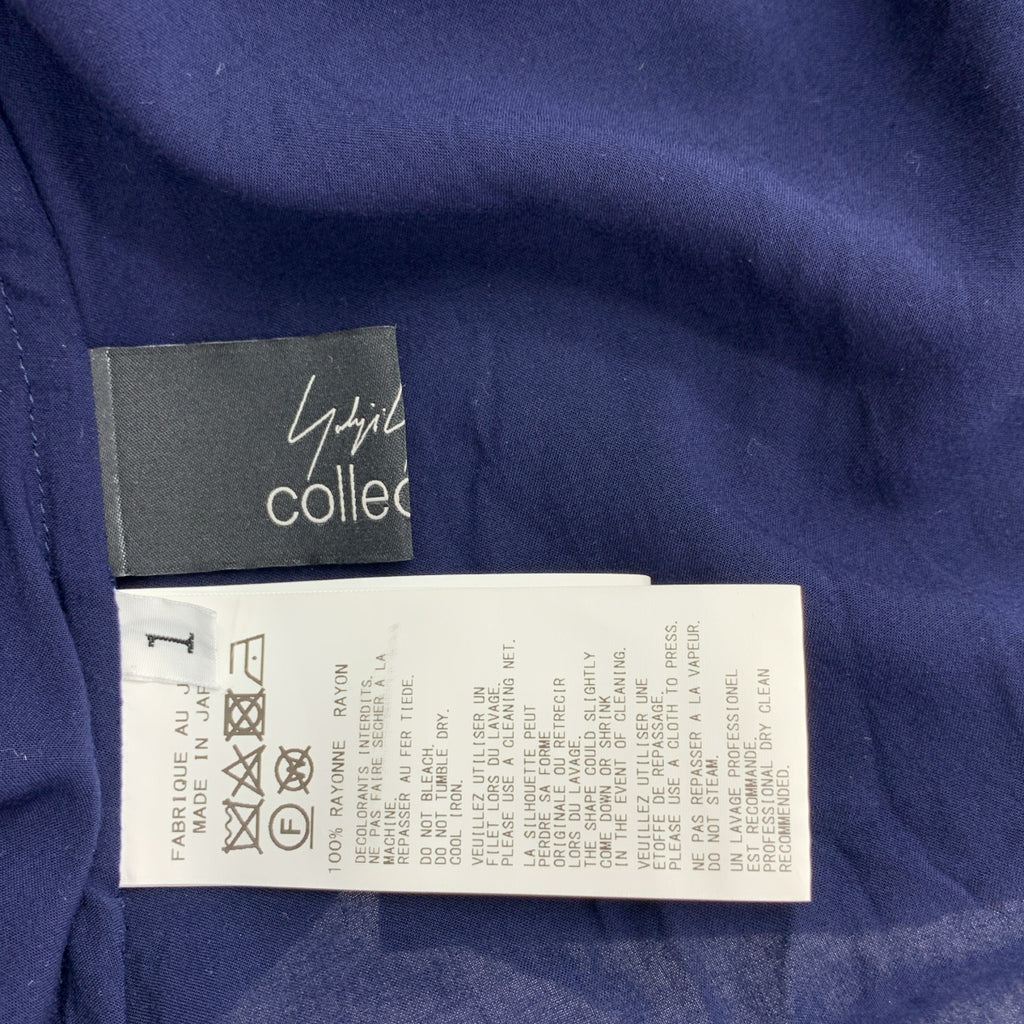 Yohji Y
collec
1
FABRIQUE AU J
MADE IN JAP
F
W
100% RAYONNE RAYON
DECOLORANTS INTERDITS.
NE PAS FAIRE SECHER A LA
MACHINE.
REPASSER AU FER TIEDE.
DO NOT BLEACH.
DO NOT TUMBLE DRY.
COOL IRON.
VEUILLEZ UTILISER UN
FILET LORS DU LAVAGE.
PLEASE USE A CLEANING NET.
LA SILHOUETTE PEUT
PERDRE SA FORME
ORIGINALE OU RETRECIR
LORS DU LAVAGE.
THE SHAPE COULD SLIGHTLY
COME DOWN OR SHRINK
IN THE EVENT OF CLEANING.
VEUILLEZ UTILISER UNE
ETOFFE DE REPASSAGE.
PLEASE USE A CLOTH TO PRESS.
NE PAS REPASSER A LA VAPEUR.
DO NOT STEAM.
UN LAVAGE PROFESSIONEL
EST RECOMMANDE.
PROFESSIONAL DRY CLEAN
RECOMMENDED.